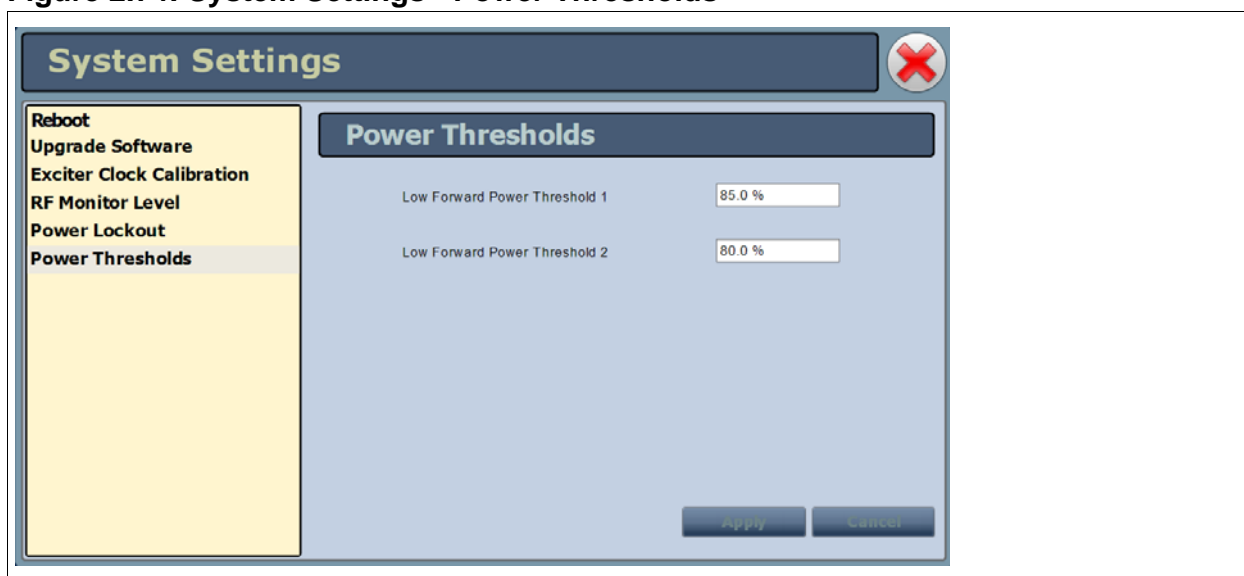 System Settings
Reboot
Upgrade Software
Exciter Clock Calibration
RF Monitor Level
Power Lockout
Power Thresholds
Power Thresholds
Low Forward Power Threshold 1
85.0 %
Low Forward Power Threshold 2
80.0 %
Apply
Cancel